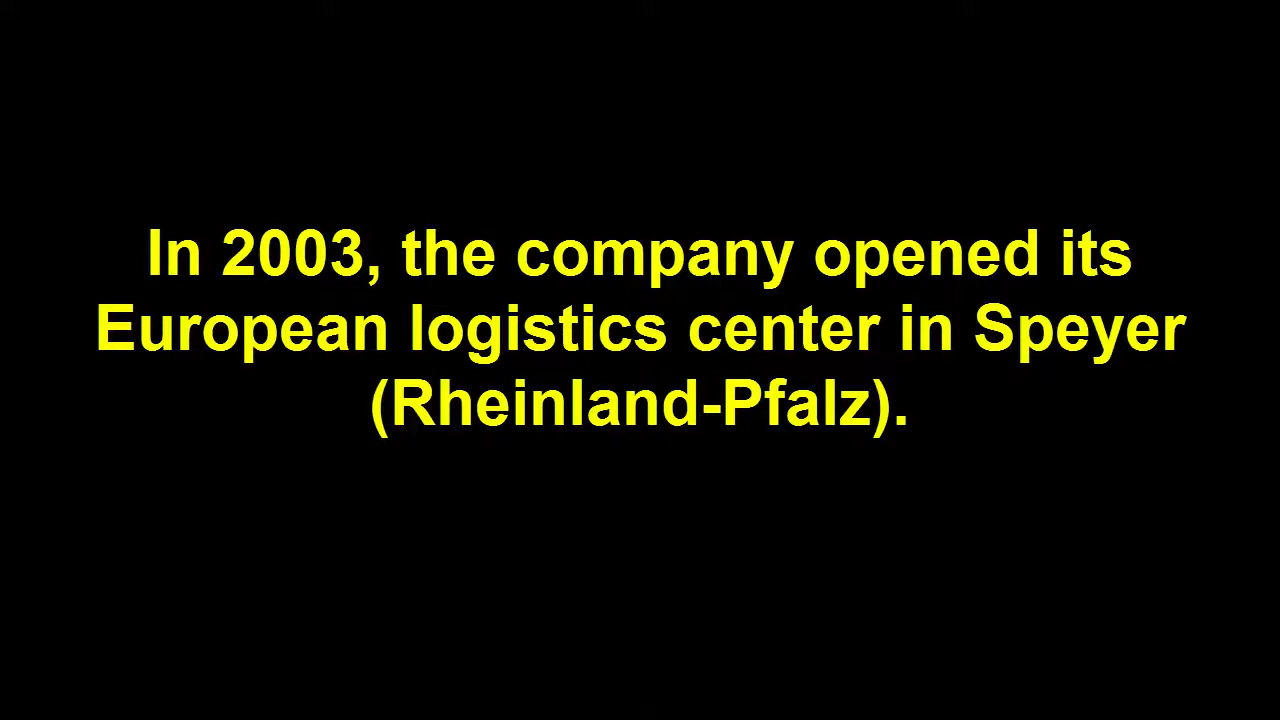 In 2003, the company opened its
European logistics center in Speyer
(Rheinland-Pfalz).